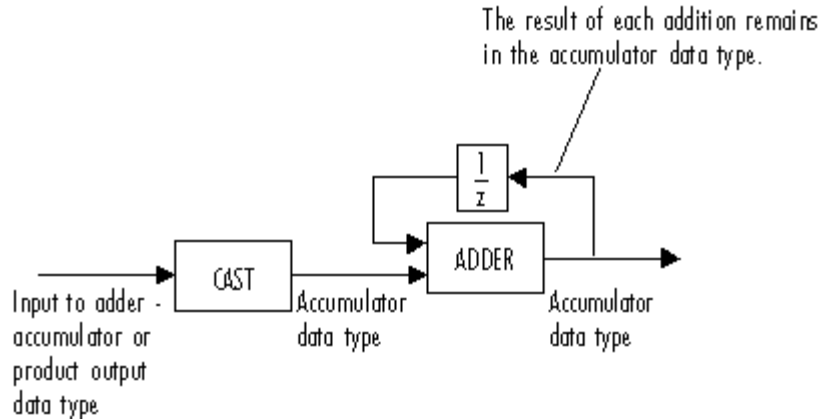 The result of each addition remains
in the accumulator data type.
1
z
ADDER
CAST
Input to adder -
accumulator or
product output
data type
Accumulator
data type
Accumulator
data type